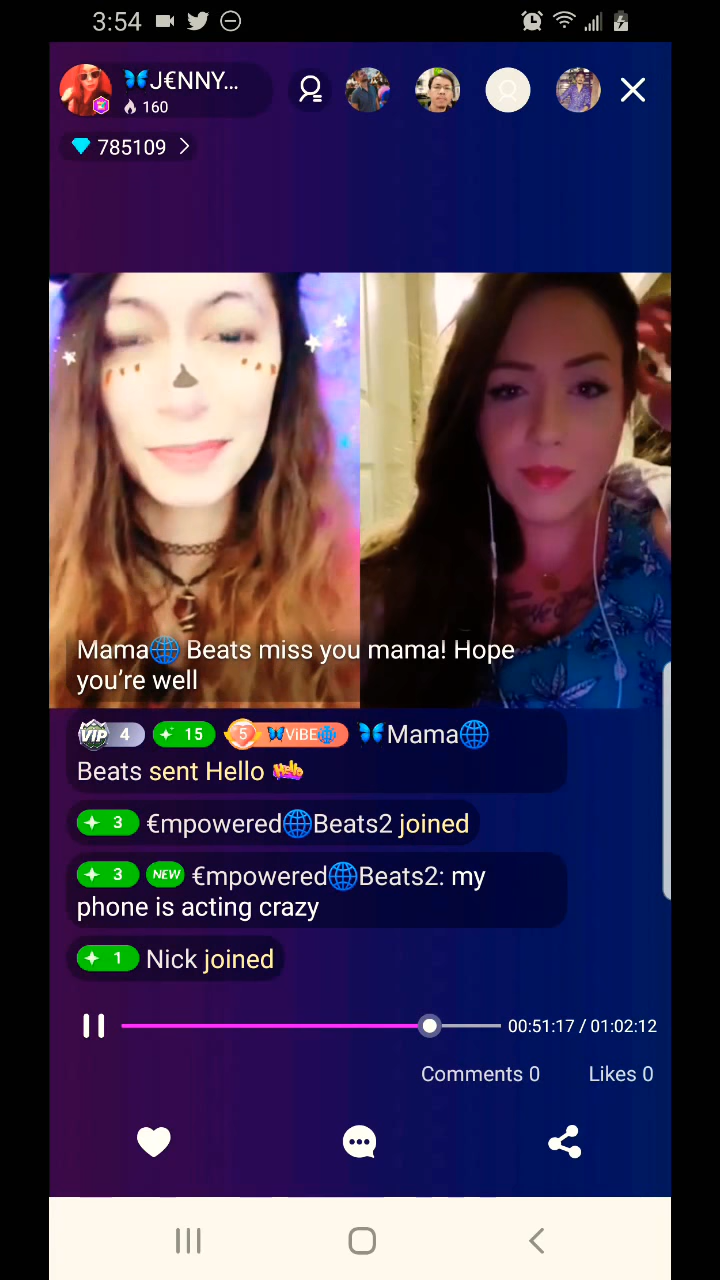 3:54
J€NNY...
160
785109
Mama Beats miss you mama! Hope
you're well
VIP 4 15 5 ViBE Mama
Beats sent Hello Hello
3 €mpowered Beats2 joined
3 NEW €mpowered Beats2: my
phone is acting crazy
1 Nick joined
00:51:17 / 01:02:12
Comments 0 Likes 0